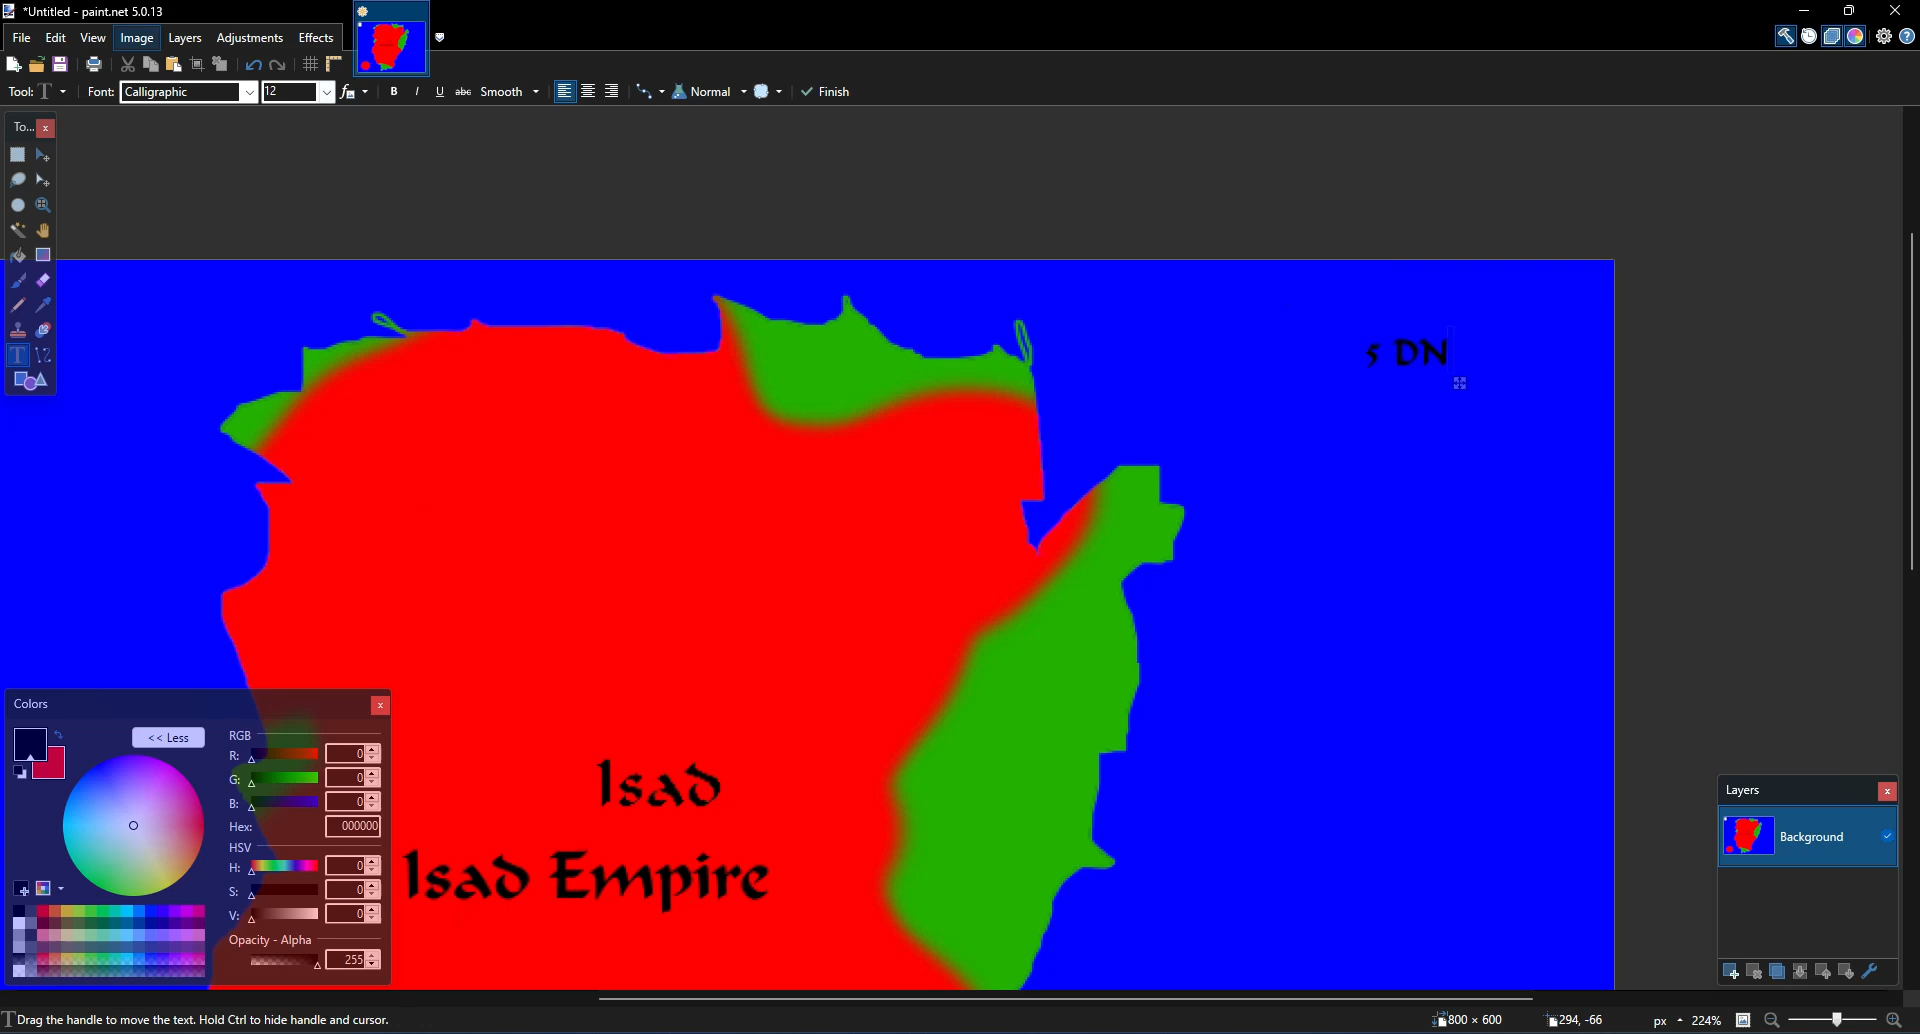 *Untitled - paint.net 5.0.13
File Edit View Image Layers Adjustments Effects
Tool: T Font: Calligraphic 12 fx B I U abc Smooth Normal Finish
To...
5 DN
Isad
Isad Empire
Colors
<< Less
RGB
R: 0
G: 0
B: 0
Hex: 000000
HSV
H: 0
S: 0
V: 0
Opacity - Alpha
255
Layers
Background
Drag the handle to move the text. Hold Ctrl to hide handle and cursor. 800 × 600 294, -66 px 224%